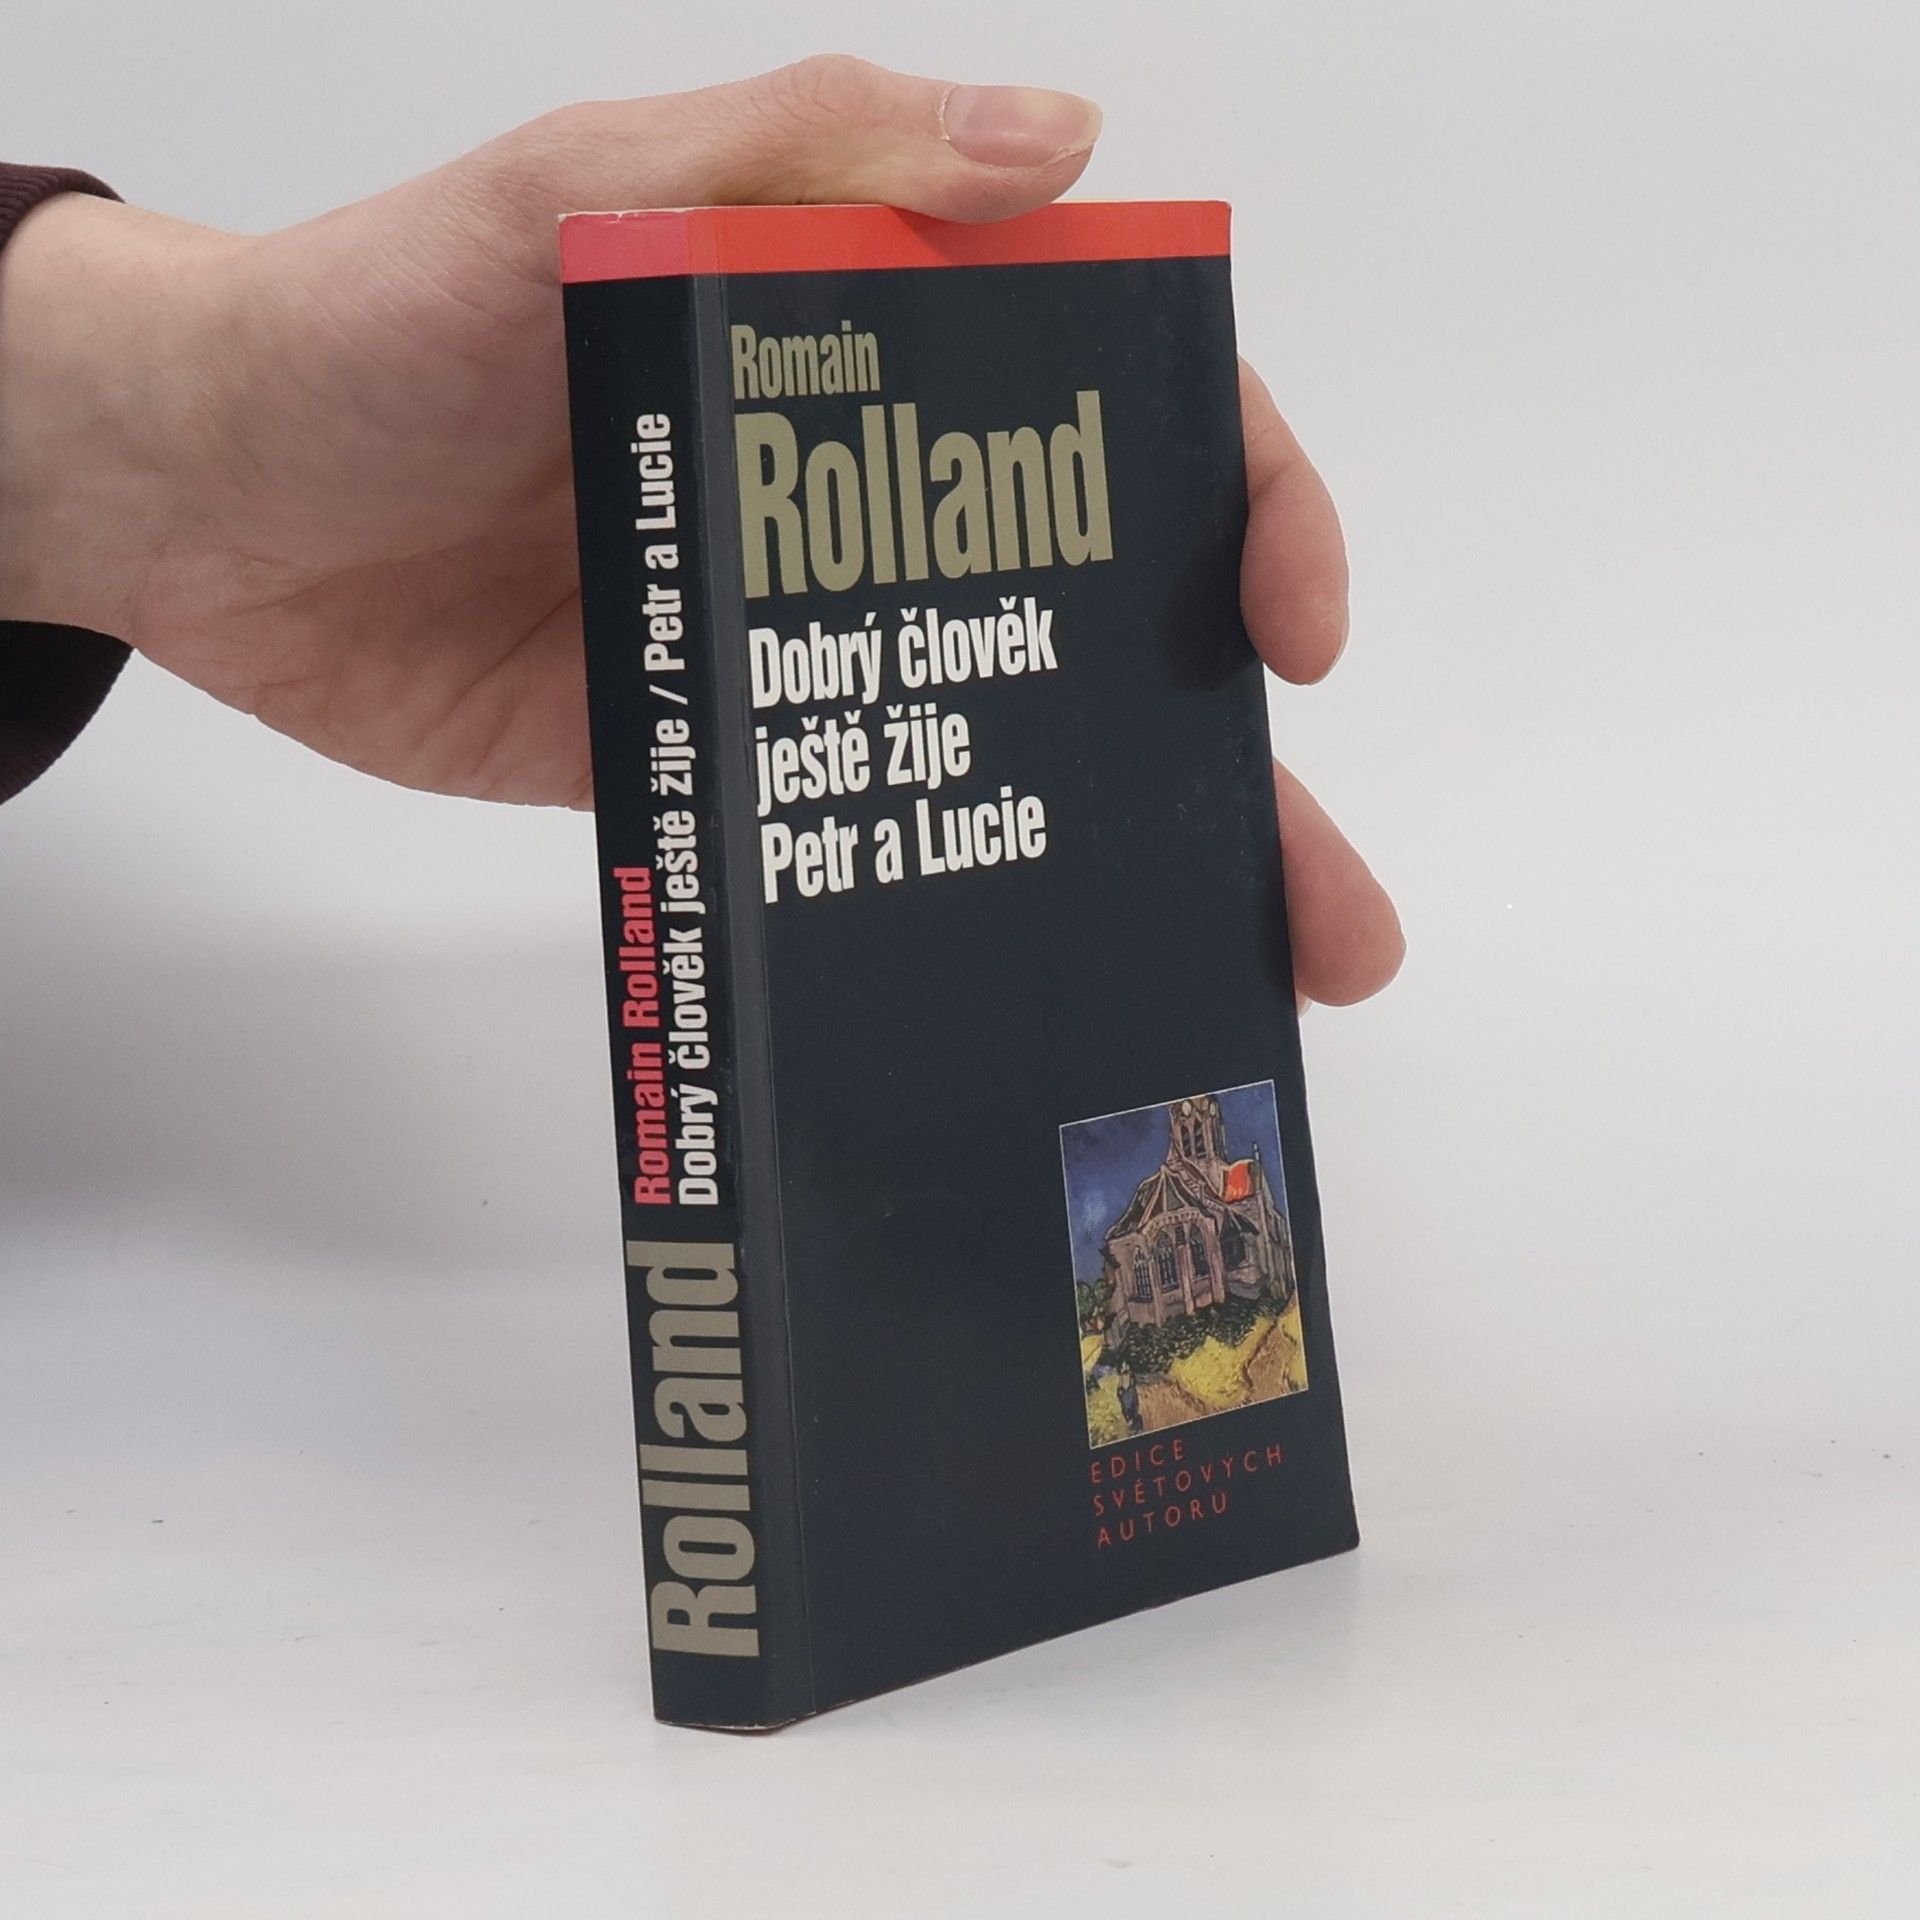 Romain
Rolland
Dobrý člověk
ještě žije
Petr a Lucie
EDICE
SVĚTOVÝCH
AUTORŮ
Romain Rolland
Dobrý člověk ještě žije / Petr a Lucie
Rolland